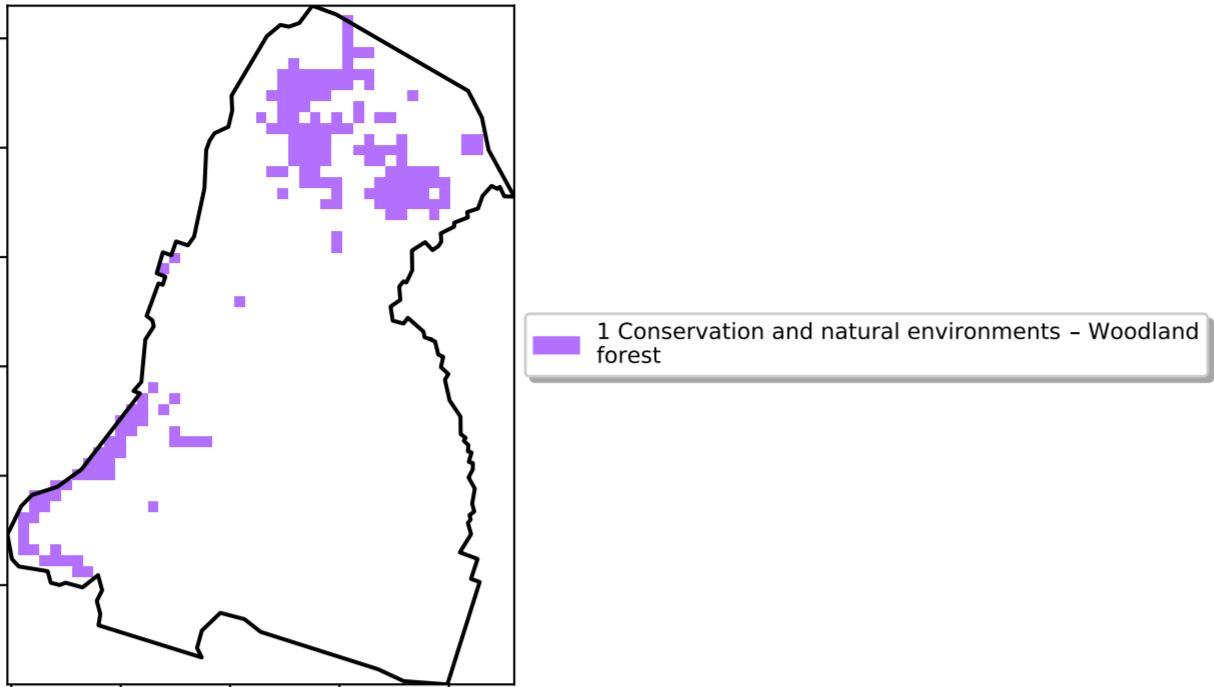 1 Conservation and natural environments – Woodland
forest